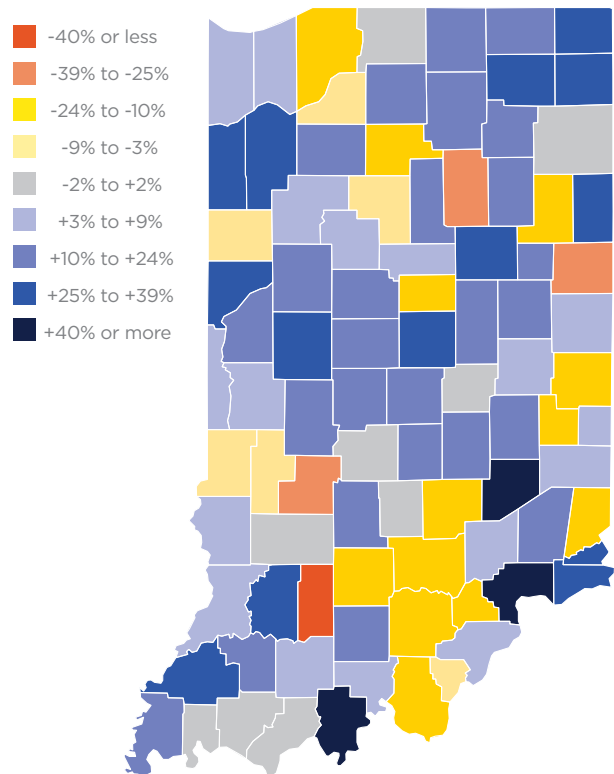 -40% or less
-39% to -25%
-24% to -10%
-9% to -3%
-2% to +2%
+3% to +9%
+10% to +24%
+25% to +39%
+40% or more